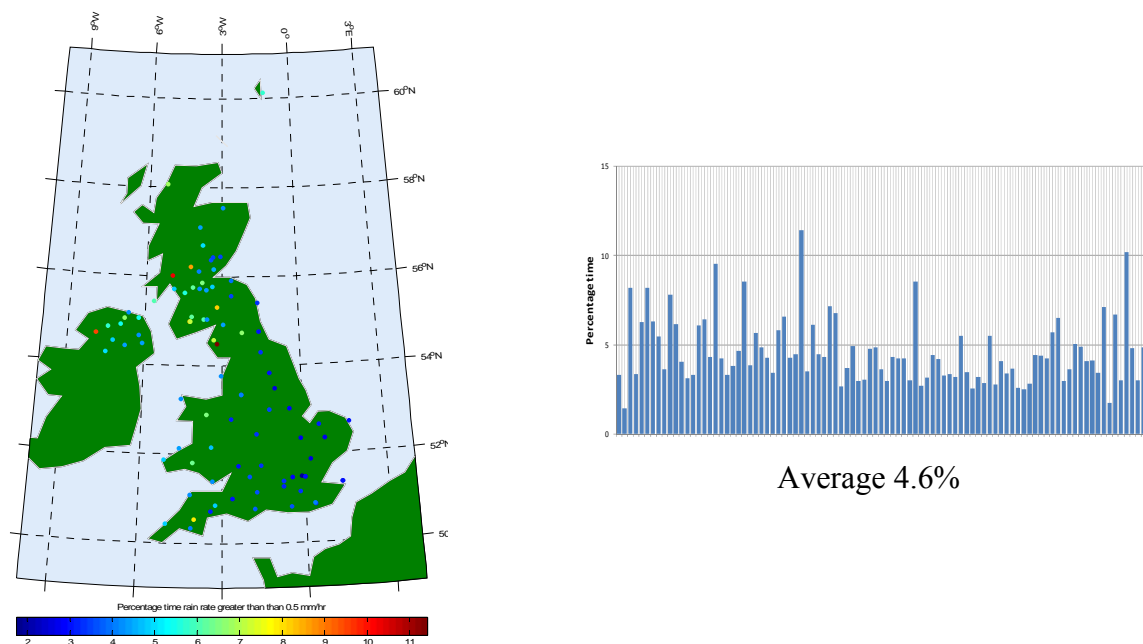 9°W 6°W 3°W 0° 3°E
60°N
58°N
56°N
54°N
52°N
50
Percentage time rain rate greater than than 0.5 mm/hr
2 3 4 5 6 7 8 9 10 11
15
10
5
0
Percentage time
Average 4.6%